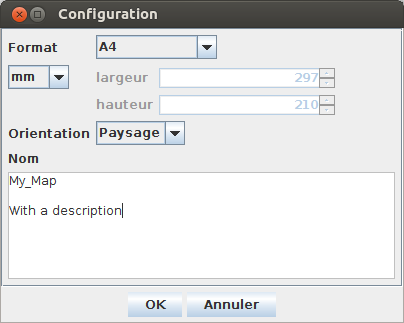 Configuration
Format A4
mm largeur 297
hauteur 210
Orientation Paysage
Nom
My_Map
With a description
OK Annuler